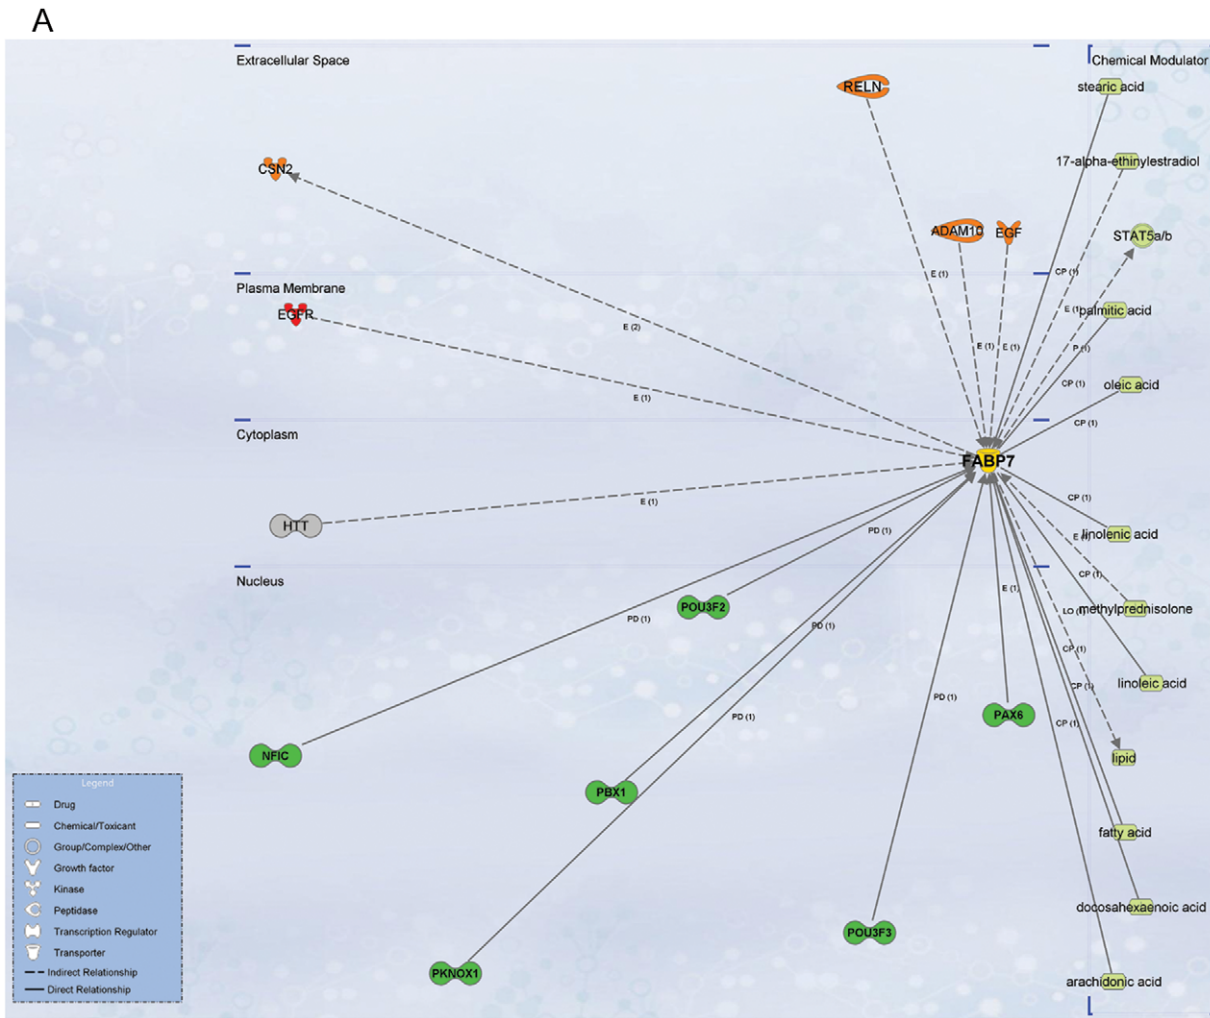 A
Extracellular Space
Chemical Modulator
RELN
stearic acid
CSN2
17-alpha-ethinylestradiol
ADAM10
EGF
STAT5a/b
E (1)
CP (1)
Plasma Membrane
EGFR
E (1)
palmitic acid
E (2)
E (1)
E (1)
P (1)
oleic acid
CP (1)
E (1)
CP (1)
Cytoplasm
FABP7
E (1)
CP (1)
HTT
PD (1)
linolenic acid
Nucleus
CP (1)
E (1)
POU3F2
methylprednisolone
PD (1)
PD (1)
CP (1)
linoleic acid
CP (1)
PD (1)
PD (1)
PAX6
CP (1)
NFIC
lipid
PBX1
fatty acid
docosahexaenoic acid
POU3F3
PKNOX1
arachidonic acid
Legend
Drug
Chemical/Toxicant
Group/Complex/Other
Growth factor
Kinase
Peptidase
Transcription Regulator
Transporter
Indirect Relationship
Direct Relationship